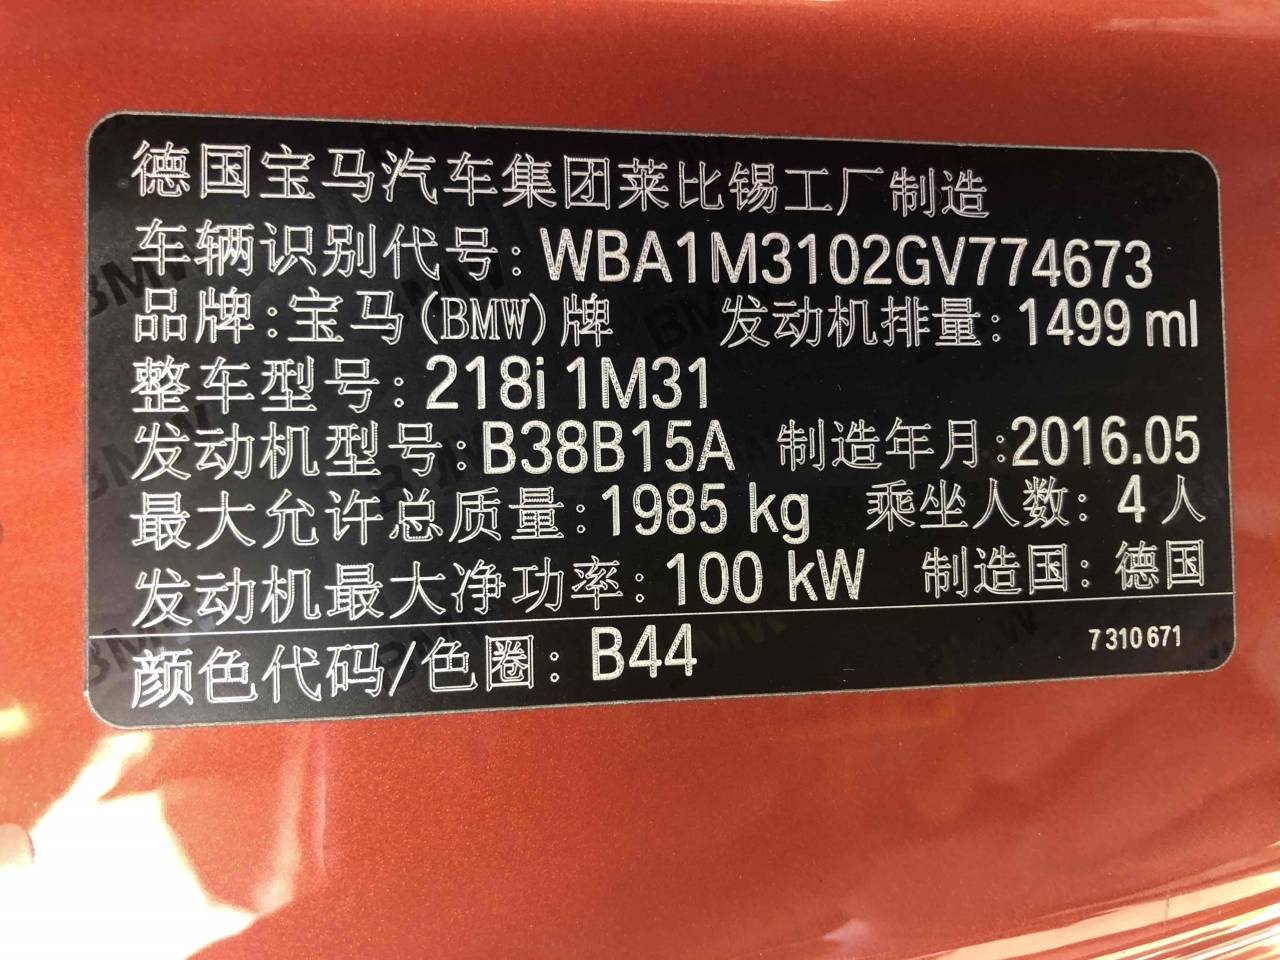 德国宝马汽车集团莱比锡工厂制造
车辆识别代号:WBA1M3102GV774673
品牌:宝马(BMW)牌 发动机排量:1499 ml
整车型号:218i 1M31
发动机型号:B38B15A 制造年月:2016.05
最大允许总质量:1985 kg 乘坐人数:4人
发动机最大净功率:100 kW 制造国:德国
颜色代码/色圈:B44 7310671